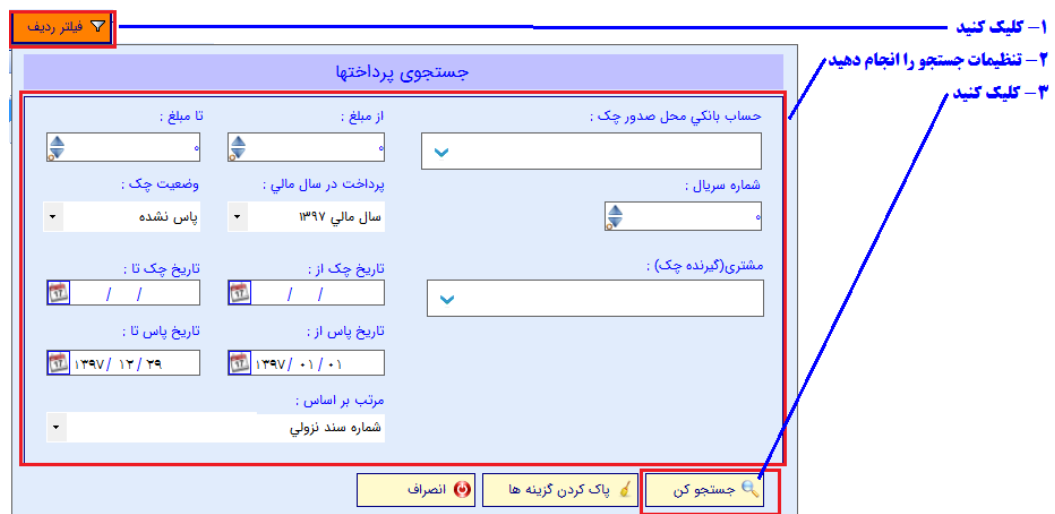 ۱- کلیک کنید
فیلتر ردیف
۲- تنظیمات جستجو را انجام دهید
۳- کلیک کنید
جستجوی پرداختها
حساب بانکي محل صدور چک :
از مبلغ :
تا مبلغ :
۰
۰
شماره سریال :
پرداخت در سال مالي :
وضعیت چک :
۰
سال مالي ۱۳۹۷
پاس نشده
مشتری(گیرنده چک) :
تاریخ چک از :
تاریخ چک تا :
/ /
/ /
تاریخ پاس از :
تاریخ پاس تا :
۱۳۹۷/ ۰۱/۰۱
۱۳۹۷/ ۱۲/ ۲۹
مرتب بر اساس :
شماره سند نزولي
جستجو کن
پاک کردن گزینه ها
انصراف